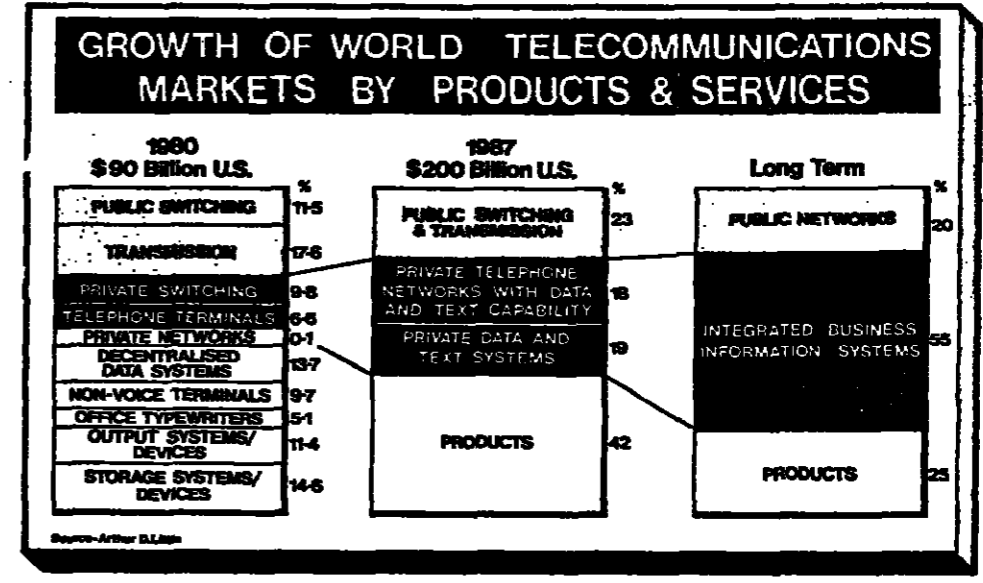 GROWTH OF WORLD TELECOMMUNICATIONS
MARKETS BY PRODUCTS & SERVICES
1980
$90 Billion U.S.
%
PUBLIC SWITCHING 11·5
TRANSMISSION 17·6
PRIVATE SWITCHING 9·8
TELEPHONE TERMINALS 6·5
PRIVATE NETWORKS 0·1
DECENTRALISED
DATA SYSTEMS 13·7
NON-VOICE TERMINALS 9·7
OFFICE TYPEWRITERS 5·1
OUTPUT SYSTEMS/
DEVICES 11·4
STORAGE SYSTEMS/
DEVICES 14·6
1987
$200 Billion U.S.
%
PUBLIC SWITCHING
& TRANSMISSION 23
PRIVATE TELEPHONE
NETWORKS WITH DATA
AND TEXT CAPABILITY
PRIVATE DATA AND
TEXT SYSTEMS 19
PRODUCTS 42
Long Term
%
PUBLIC NETWORKS 20
INTEGRATED BUSINESS
INFORMATION SYSTEMS 55
PRODUCTS 25
Source-Arthur D.Little